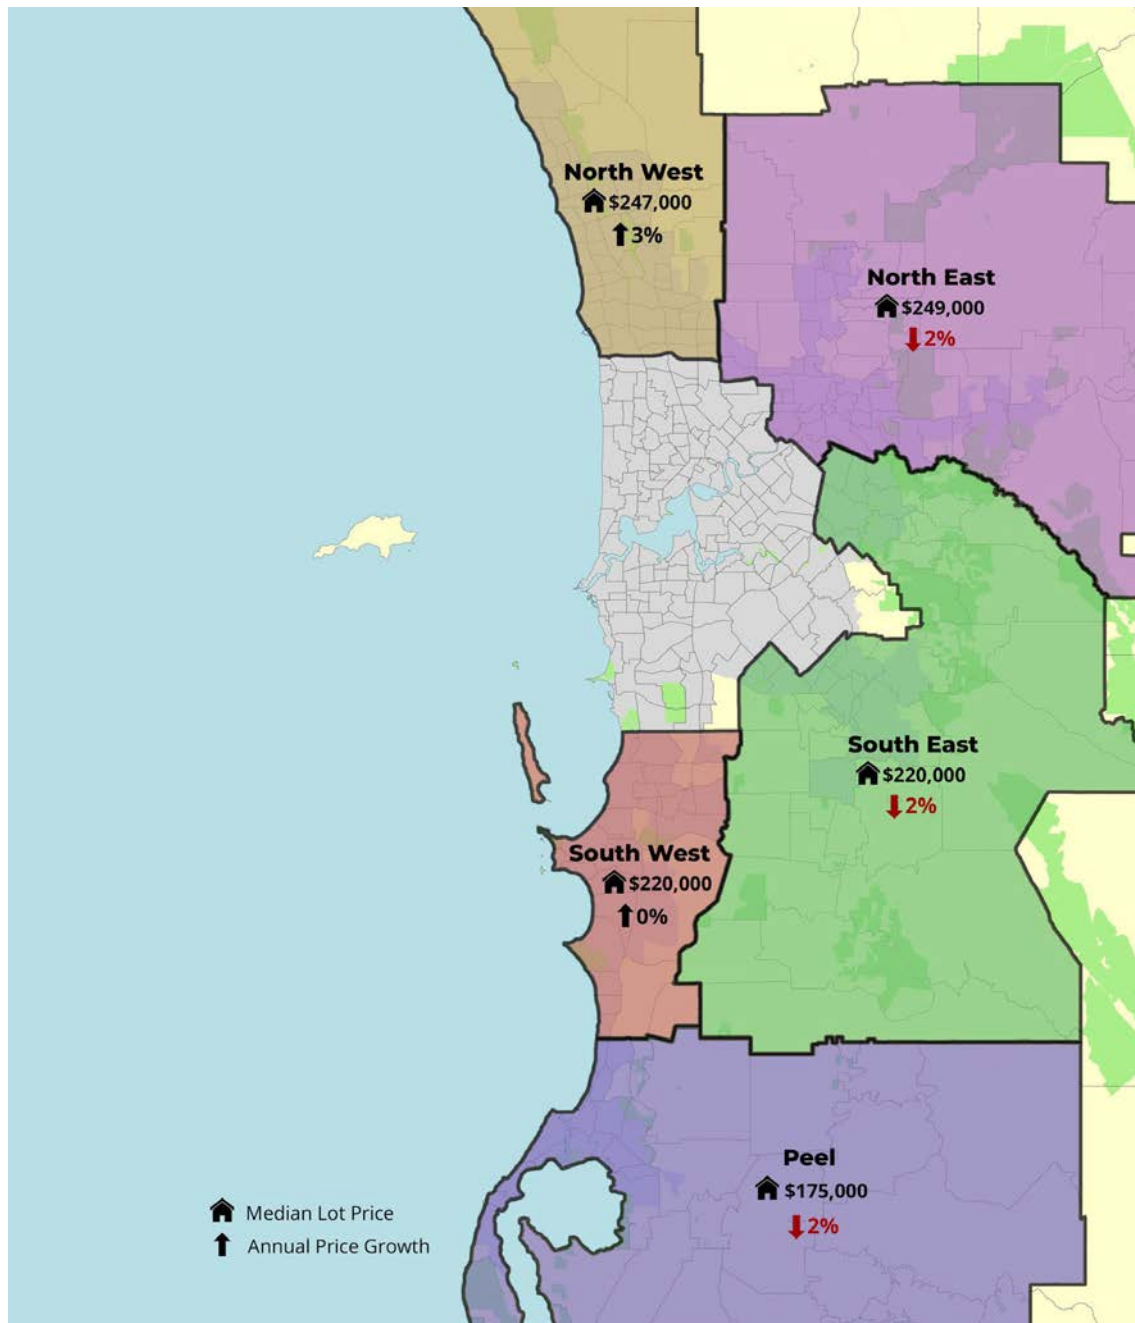 North West
$247,000
3%
North East
$249,000
2%
South East
$220,000
2%
South West
$220,000
0%
Peel
$175,000
2%
Median Lot Price
Annual Price Growth